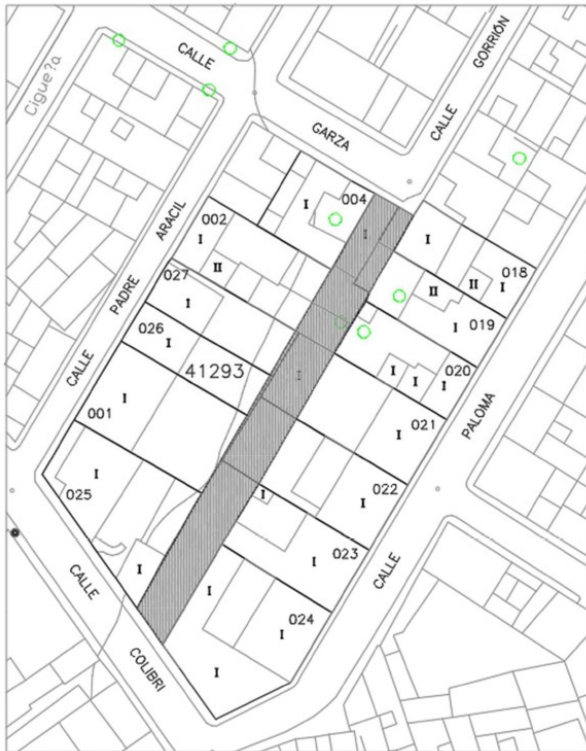 CALLE
GORRIÓN
Cigue?a
GARZA
CALLE
I
004
ARACIL
002
I
I
I
II
018
I
II
II
027
I
019
I
PADRE
026
I
020
I
I
I
41293
I
CALLE
001
I
PALOMA
021
I
I
025
022
I
I
023
I
CALLE
I
I
CALLE
024
I
COLIBRI
I